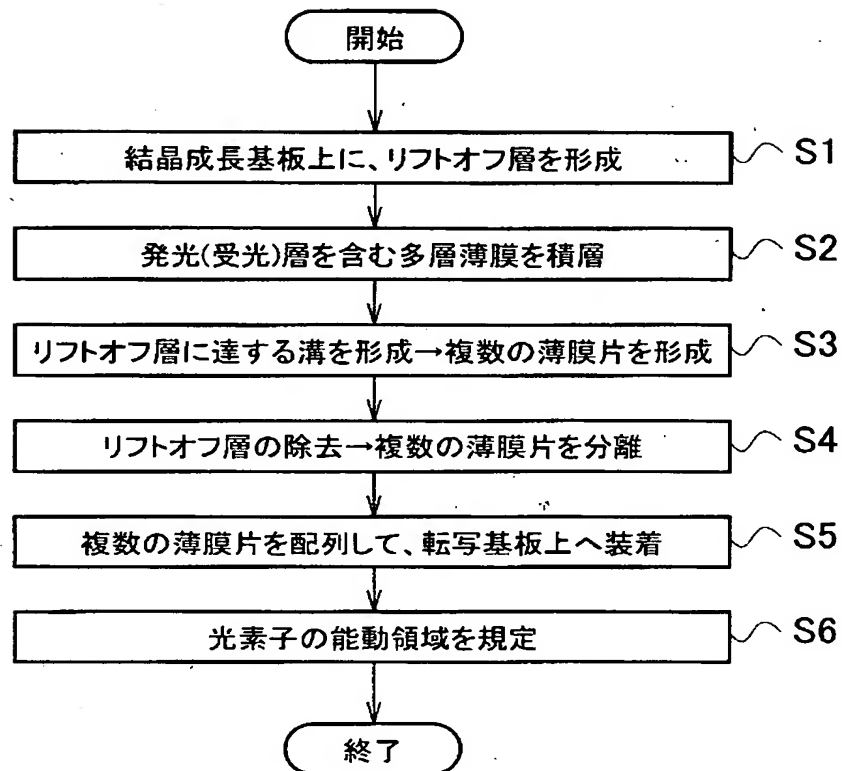 開始
結晶成長基板上に、リフトオフ層を形成 S1
発光(受光)層を含む多層薄膜を積層 S2
リフトオフ層に達する溝を形成→複数の薄膜片を形成 S3
リフトオフ層の除去→複数の薄膜片を分離 S4
複数の薄膜片を配列して、転写基板上へ装着 S5
光素子の能動領域を規定 S6
終了